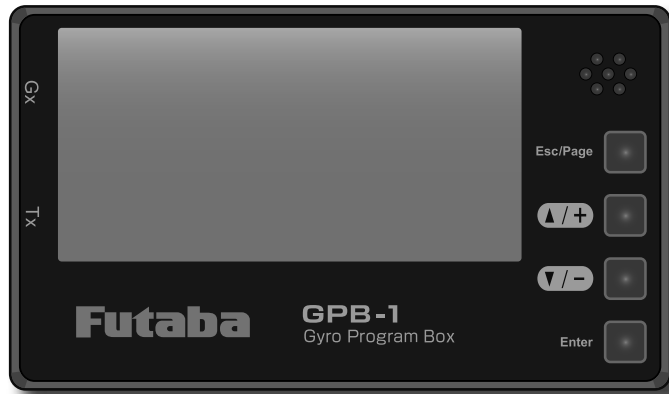 Gx
Tx
Esc/Page
▲/+
▼/-
Enter
Futaba
GPB-1
Gyro Program Box